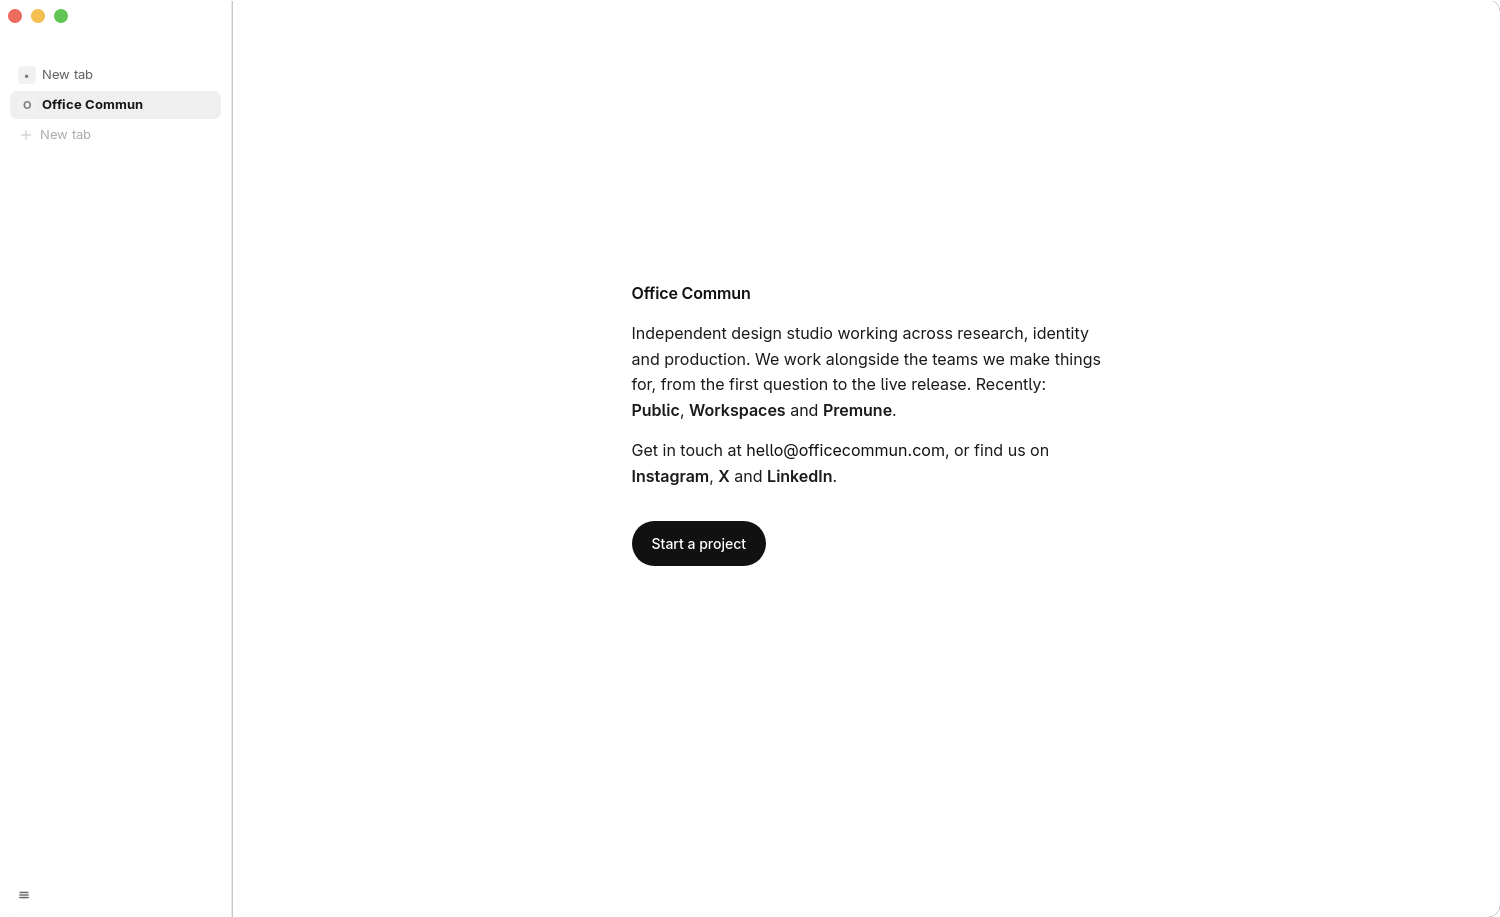 New tab
O Office Commun
+ New tab
Office Commun
Independent design studio working across research, identity
and production. We work alongside the teams we make things
for, from the first question to the live release. Recently:
Public, Workspaces and Premune.
Get in touch at hello@officecommun.com, or find us on
Instagram, X and LinkedIn.
Start a project